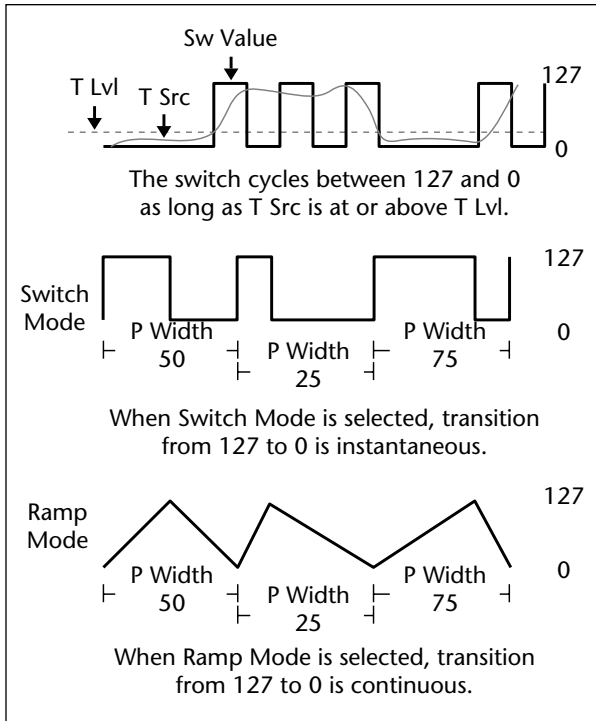 Sw Value
T Lvl
T Src
127
0
The switch cycles between 127 and 0
as long as T Src is at or above T Lvl.
127
Switch
Mode
0
P Width
50
P Width
25
P Width
75
When Switch Mode is selected, transition
from 127 to 0 is instantaneous.
127
Ramp
Mode
0
P Width
50
P Width
25
P Width
75
When Ramp Mode is selected, transition
from 127 to 0 is continuous.